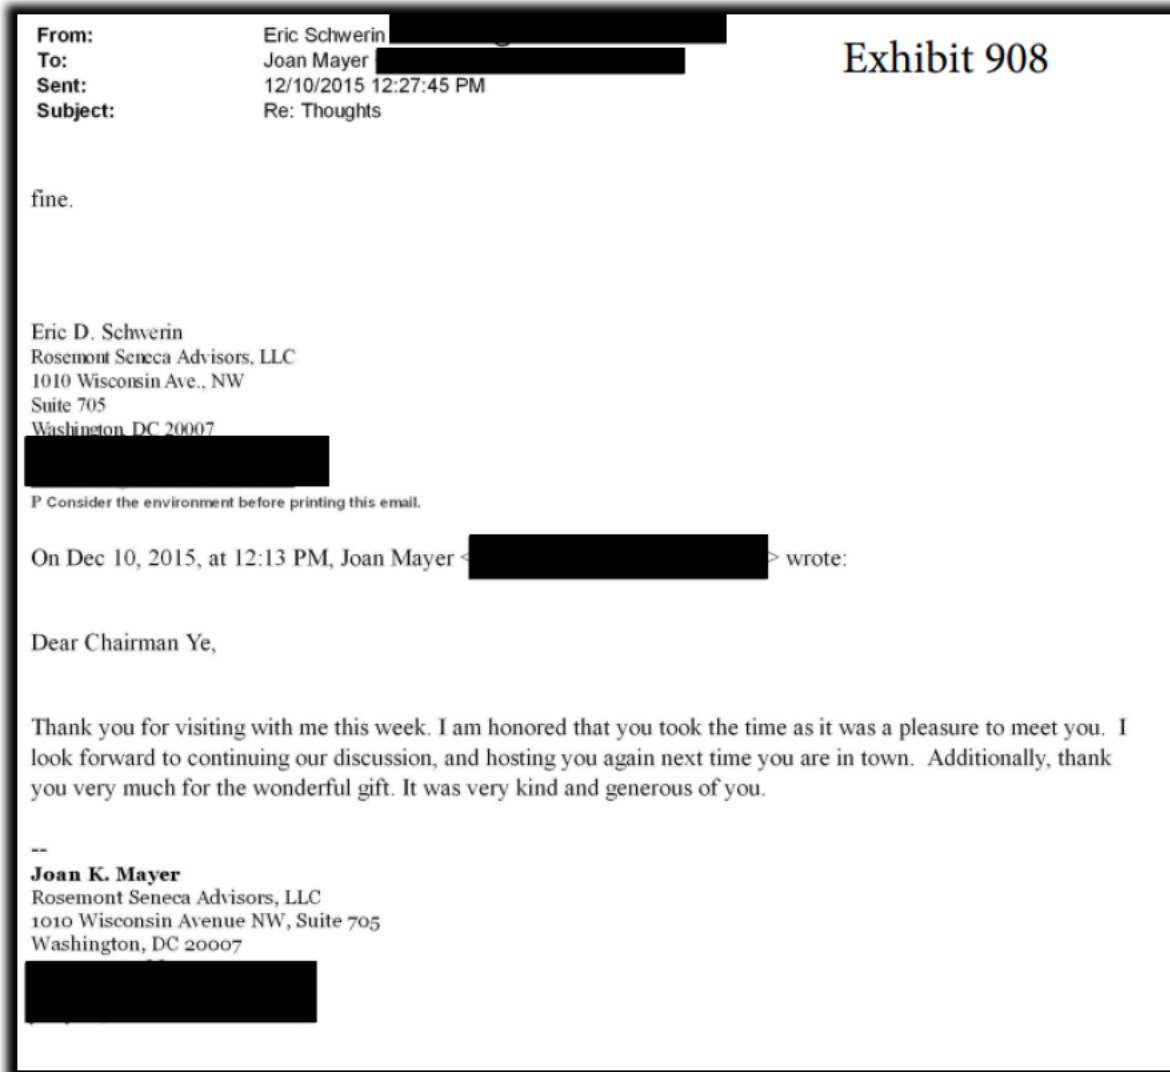 From: Eric Schwerin
Exhibit 908
To: Joan Mayer
Sent: 12/10/2015 12:27:45 PM
Subject: Re: Thoughts
fine.
Eric D. Schwerin
Rosemont Seneca Advisors, LLC
1010 Wisconsin Ave., NW
Suite 705
Washington, DC 20007
P Consider the environment before printing this email.
On Dec 10, 2015, at 12:13 PM, Joan Mayer < > wrote:
Dear Chairman Ye,
Thank you for visiting with me this week. I am honored that you took the time as it was a pleasure to meet you. I
look forward to continuing our discussion, and hosting you again next time you are in town. Additionally, thank
you very much for the wonderful gift. It was very kind and generous of you.
--
Joan K. Mayer
Rosemont Seneca Advisors, LLC
1010 Wisconsin Avenue NW, Suite 705
Washington, DC 20007